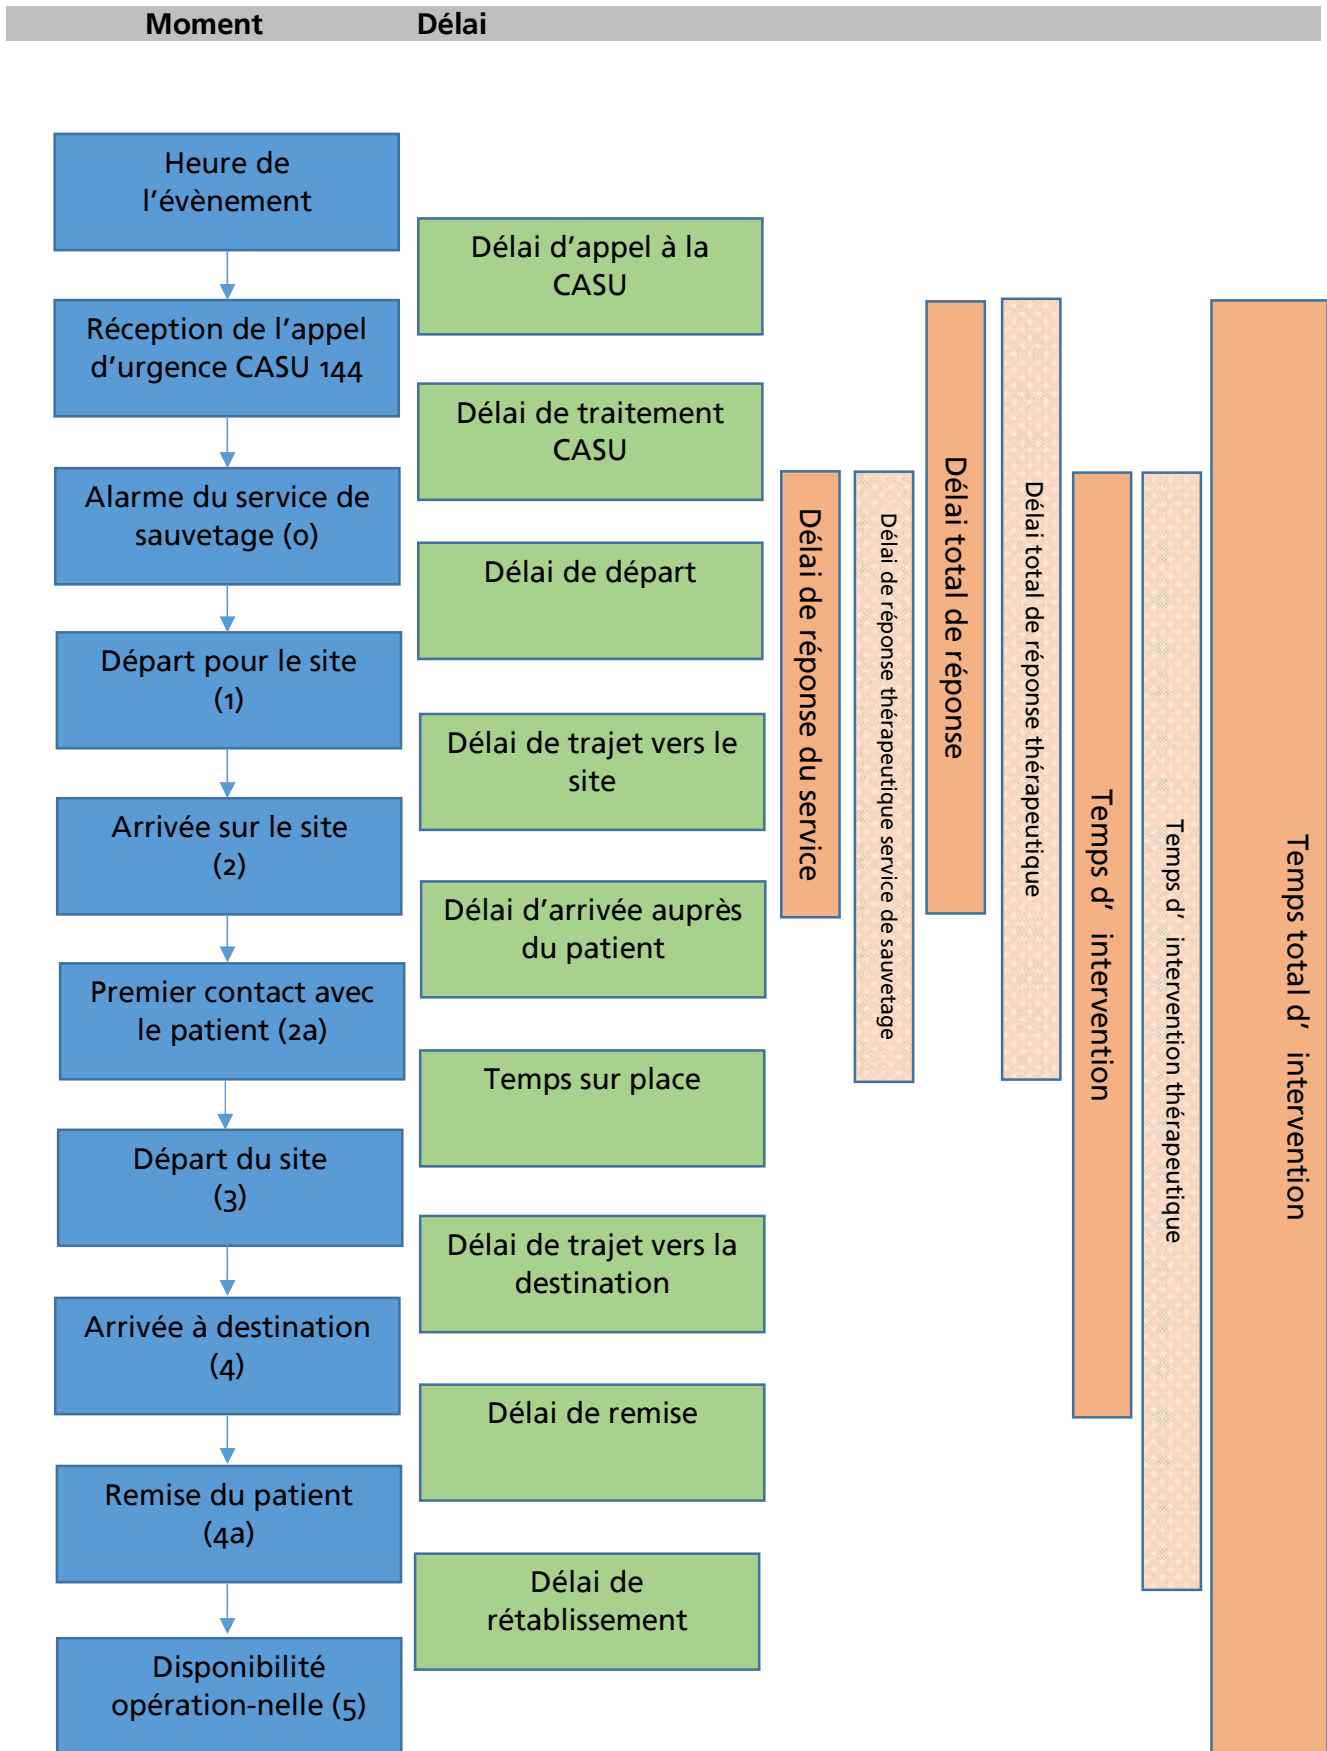 Moment Délai
Heure de
l’évènement
Délai d’appel à la
CASU
Réception de l’appel
d’urgence CASU 144
Délai de traitement
CASU
Alarme du service de
sauvetage (0)
Délai de départ
Départ pour le site
(1)
Délai de trajet vers le
site
Arrivée sur le site
(2)
Délai d’arrivée auprès
du patient
Premier contact avec
le patient (2a)
Temps sur place
Départ du site
(3)
Délai de trajet vers la
destination
Arrivée à destination
(4)
Délai de remise
Remise du patient
(4a)
Délai de
rétablissement
Disponibilité
opération-nelle (5)
Délai de réponse du service
Délai de réponse thérapeutique service de sauvetage
Délai total de réponse
Délai total de réponse thérapeutique
Temps d’ intervention
Temps d’ intervention thérapeutique
Temps total d’ intervention